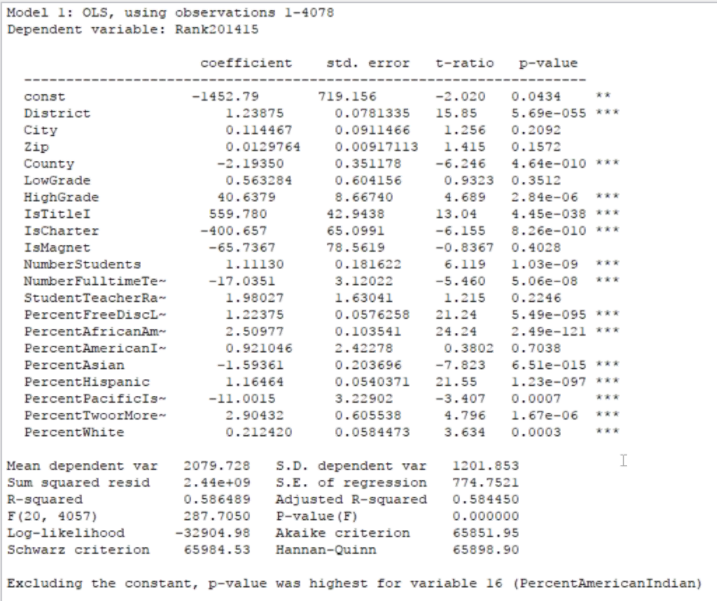 Model 1: OLS, using observations 1-4078
Dependent variable: Rank201415
coefficient std. error t-ratio p-value
---------------------------------------------------------------
const -1452.79 719.156 -2.020 0.0434 **
District 1.23875 0.0781335 15.85 5.69e-055 ***
City 0.114467 0.0911466 1.256 0.2092
Zip 0.0129764 0.00917113 1.415 0.1572
County -2.19350 0.351178 -6.246 4.64e-010 ***
LowGrade 0.563284 0.604156 0.9323 0.3512
HighGrade 40.6379 8.66740 4.689 2.84e-06 ***
IsTitleI 559.780 42.9438 13.04 4.45e-038 ***
IsCharter -400.657 65.0991 -6.155 8.26e-010 ***
IsMagnet -65.7367 78.5619 -0.8367 0.4028
NumberStudents 1.11130 0.181622 6.119 1.03e-09 ***
NumberFulltimeTe~ -17.0351 3.12022 -5.460 5.06e-08 ***
StudentTeacherRa~ 1.98027 1.63041 1.215 0.2246
PercentFreeDiscL~ 1.22375 0.0576258 21.24 5.49e-095 ***
PercentAfricanAm~ 2.50977 0.103541 24.24 2.49e-121 ***
PercentAmericanI~ 0.921046 2.42278 0.3802 0.7038
PercentAsian -1.59361 0.203696 -7.823 6.51e-015 ***
PercentHispanic 1.16464 0.0540371 21.55 1.23e-097 ***
PercentPacificIs~ -11.0015 3.22902 -3.407 0.0007 ***
PercentTwoorMore~ 2.90432 0.605538 4.796 1.67e-06 ***
PercentWhite 0.212420 0.0584473 3.634 0.0003 ***
Mean dependent var 2079.728 S.D. dependent var 1201.853
Sum squared resid 2.44e+09 S.E. of regression 774.7521
R-squared 0.586489 Adjusted R-squared 0.584450
F(20, 4057) 287.7050 P-value(F) 0.000000
Log-likelihood -32904.98 Akaike criterion 65851.95
Schwarz criterion 65984.53 Hannan-Quinn 65898.90
Excluding the constant, p-value was highest for variable 16 (PercentAmericanIndian)